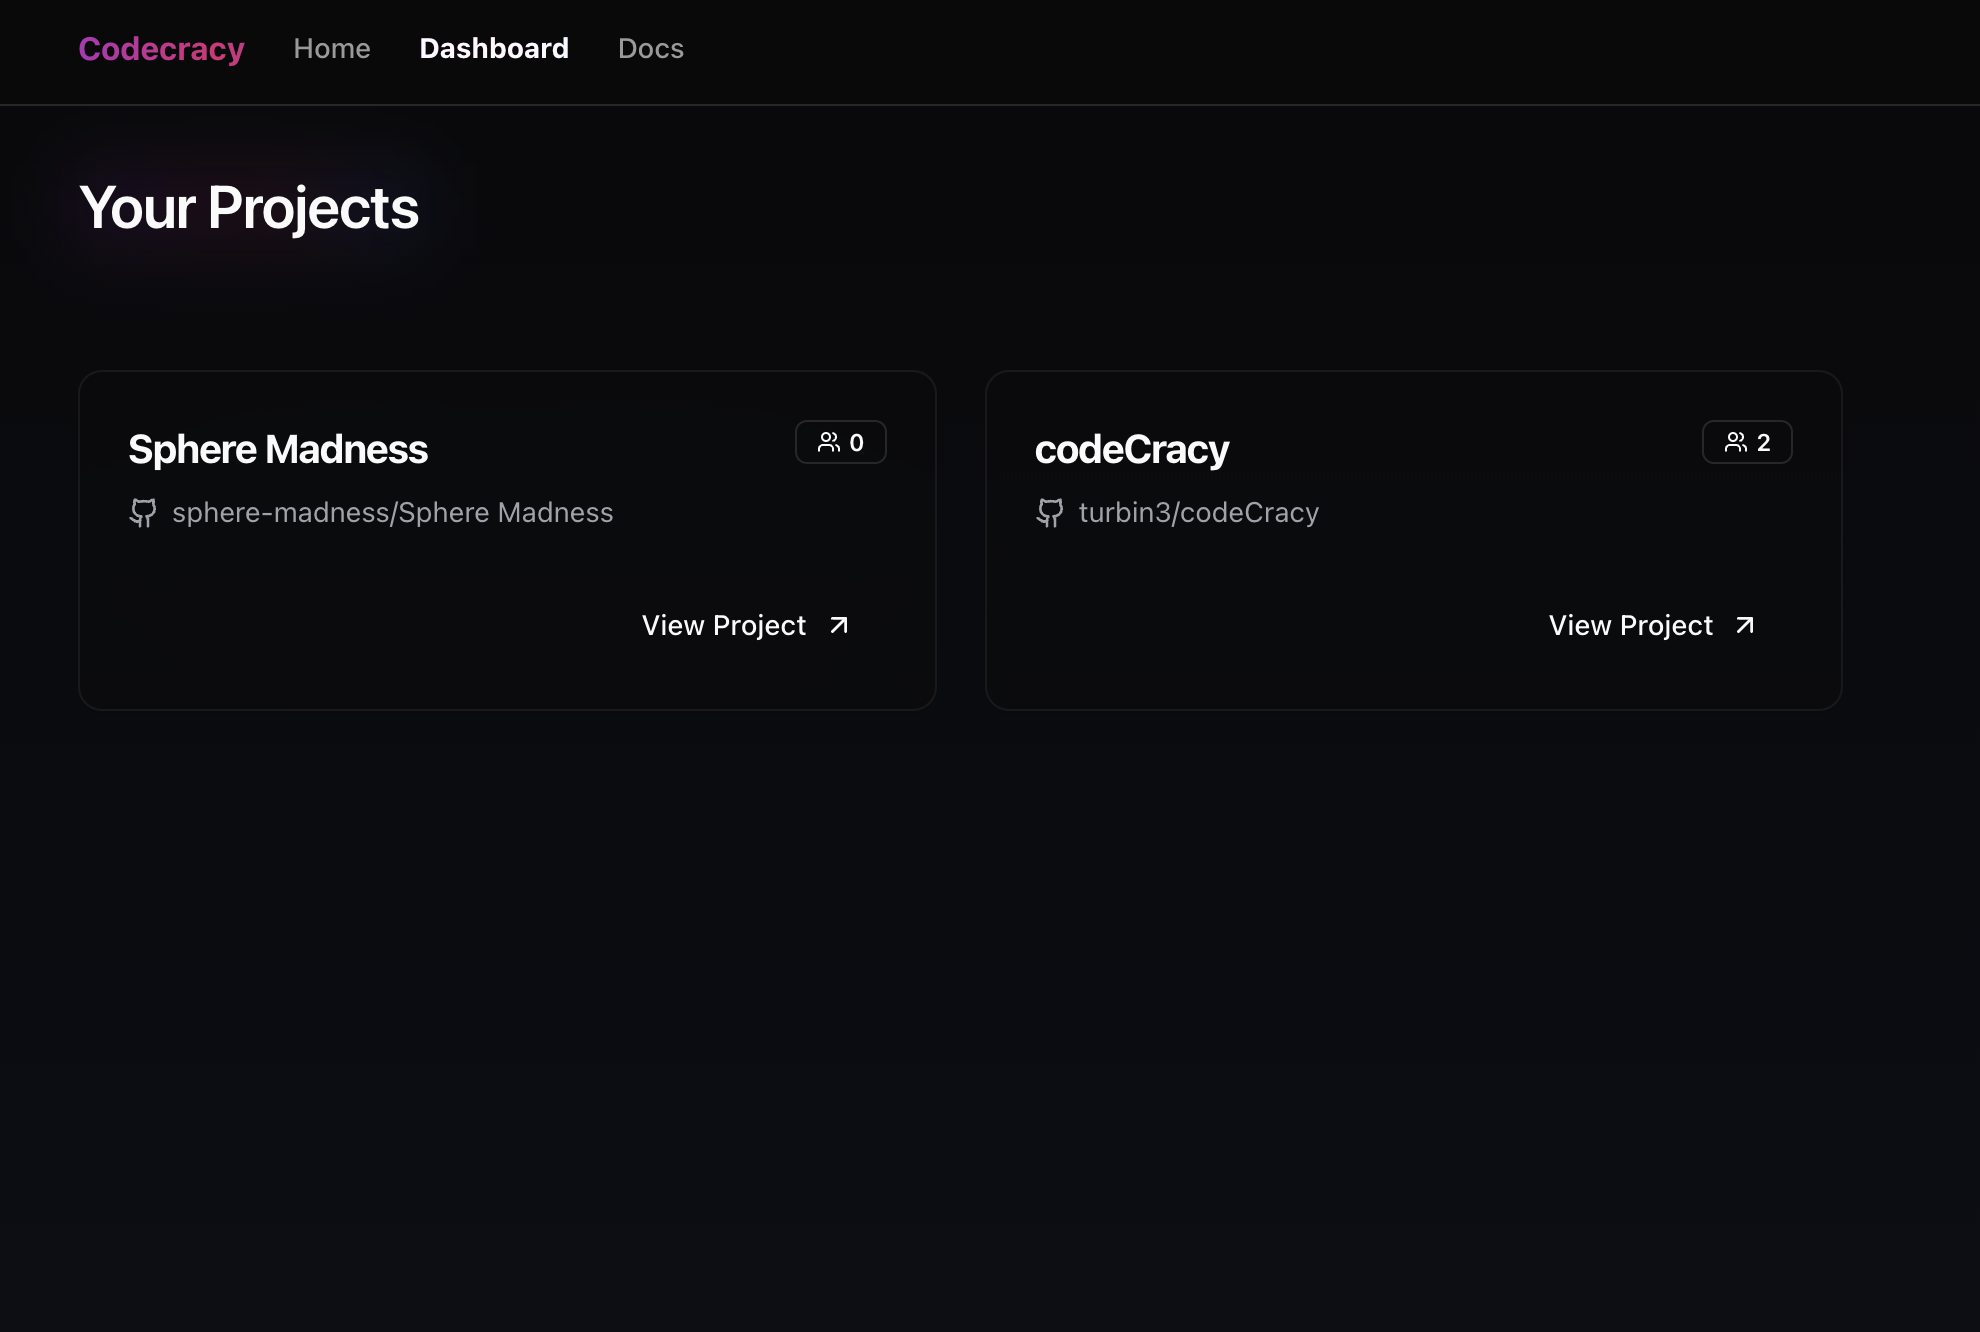 Codecracy Home Dashboard Docs
Your Projects
Sphere Madness
0
sphere-madness/Sphere Madness
View Project
codeCracy
2
turbin3/codeCracy
View Project